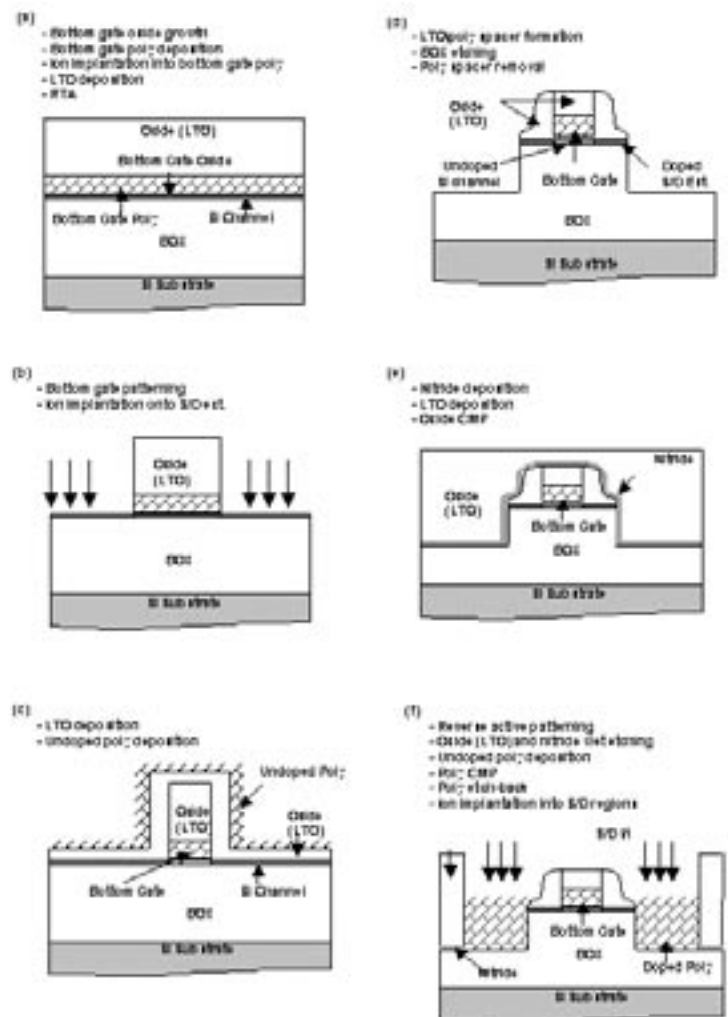 (a)
- Bottom gate oxide growth
- Bottom gate poly deposition
- Ion implantation into bottom gate poly
- LTO deposition
- RTA
Oxide (LTO)
Bottom Gate Oxide
Bottom Gate Poly
Si Channel
BOX
Si Substrate
(b)
- Bottom gate patterning
- Ion implantation onto S/D ext.
Oxide
(LTO)
BOX
Si Substrate
(c)
- LTO deposition
- Undoped poly deposition
Undoped Poly
Oxide
(LTO)
Oxide
(LTO)
Bottom Gate
Si Channel
BOX
Si Substrate
(d)
- LTO/poly spacer formation
- BOX etching
- Poly spacer removal
Oxide
(LTO)
Undoped
Si channel
Bottom Gate
Doped
S/D Ext.
BOX
Si Substrate
(e)
- Nitride deposition
- LTO deposition
- Oxide CMP
Nitride
Oxide
(LTO)
Bottom Gate
BOX
Si Substrate
(f)
- Reverse active patterning
- Oxide (LTO) and nitride wet etching
- Undoped poly deposition
- Poly CMP
- Poly etch-back
- Ion implantation into S/D regions
S/D I/I
Bottom Gate
BOX
Nitride
Doped Poly
Si Substrate